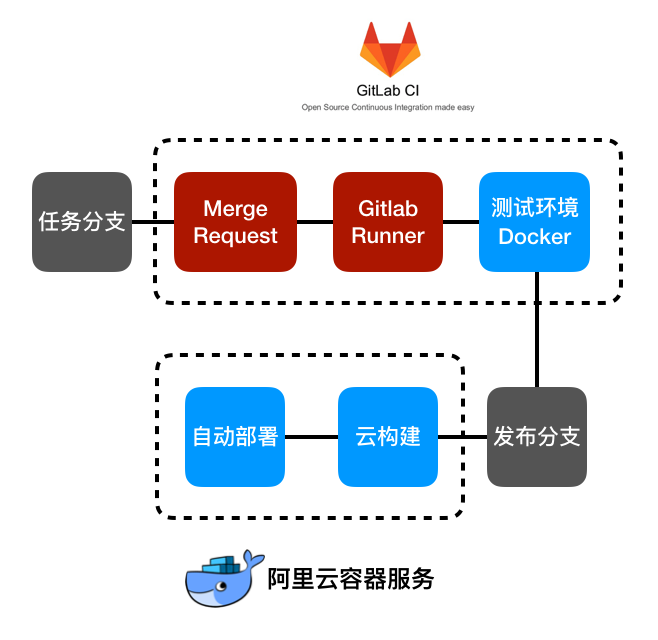 GitLab CI
Open Source Continuous Integration made easy
任务分支
Merge
Request
Gitlab
Runner
测试环境
Docker
自动部署
云构建
发布分支
阿里云容器服务